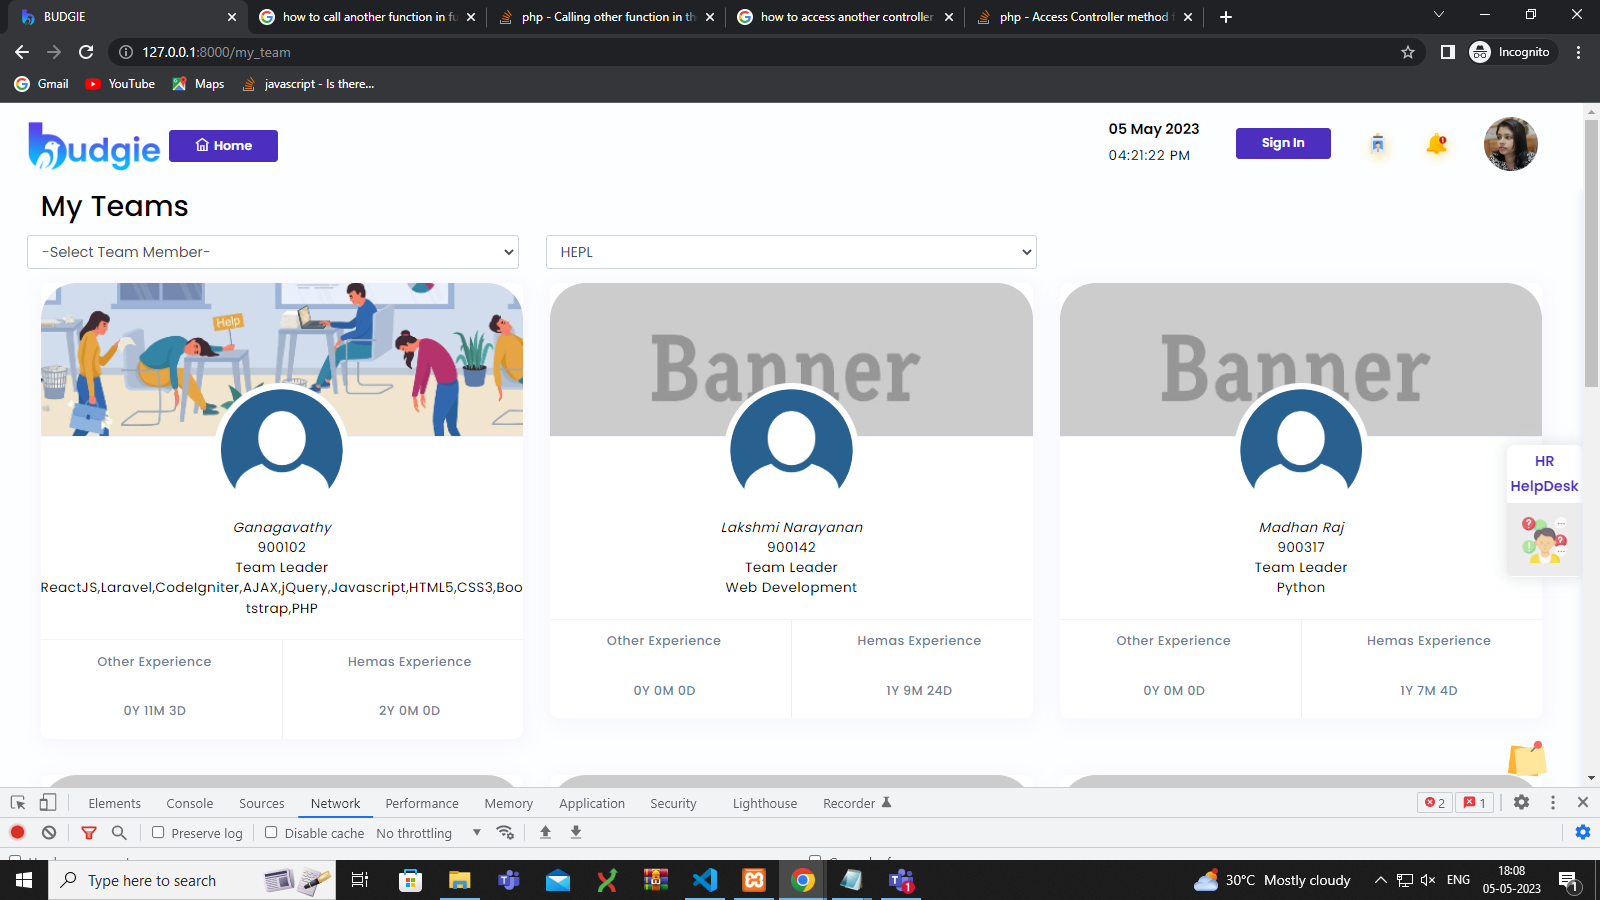 BUDGIE
how to call another function in fu
php - Calling other function in th
how to access another controller
php - Access Controller method f
127.0.0.1:8000/my_team
Incognito
Gmail
YouTube
Maps
javascript - Is there...
budgie
Home
05 May 2023
04:21:22 PM
Sign In
My Teams
-Select Team Member-
HEPL
Help
Banner
Banner
Ganagavathy
900102
Team Leader
ReactJS,Laravel,CodeIgniter,AJAX,jQuery,Javascript,HTML5,CSS3,Boo
tstrap,PHP
Other Experience
Hemas Experience
0Y 11M 3D
2Y 0M 0D
Lakshmi Narayanan
900142
Team Leader
Web Development
Other Experience
Hemas Experience
0Y 0M 0D
1Y 9M 24D
Madhan Raj
900317
Team Leader
Python
Other Experience
Hemas Experience
0Y 0M 0D
1Y 7M 4D
HR
HelpDesk
Elements
Console
Sources
Network
Performance
Memory
Application
Security
Lighthouse
Recorder
2
1
Preserve log
Disable cache
No throttling
Type here to search
1
30°C Mostly cloudy
ENG
18:08
05-05-2023
1